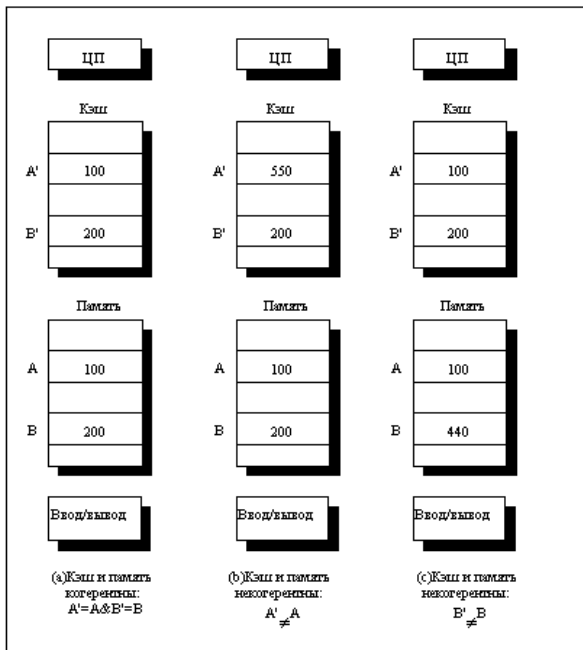 ЦП
Кэш
A' 100
B' 200
Память
A 100
B 200
Ввод/вывод
(a)Кэш и память
когерентны:
A'=A&B'=B
ЦП
Кэш
A' 550
B' 200
Память
A 100
B 200
Ввод/вывод
(b)Кэш и память
некогерентны:
A' ≠ A
ЦП
Кэш
A' 100
B' 200
Память
A 100
B 440
Ввод/вывод
(c)Кэш и память
некогерентны:
B' ≠ B